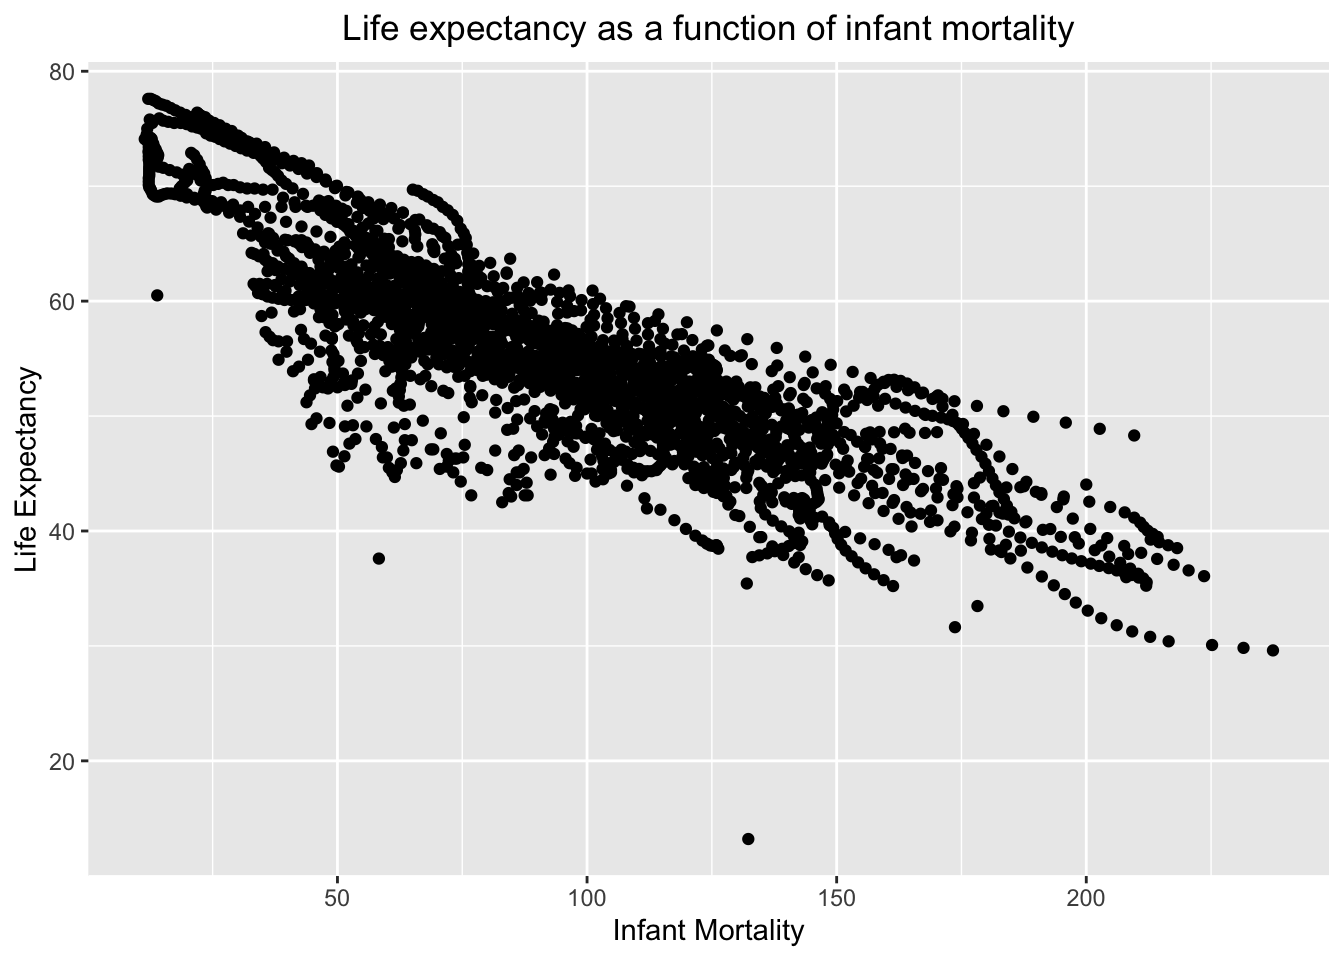 Life expectancy as a function of infant mortality
80
60
40
20
Life Expectancy
50 100 150 200
Infant Mortality